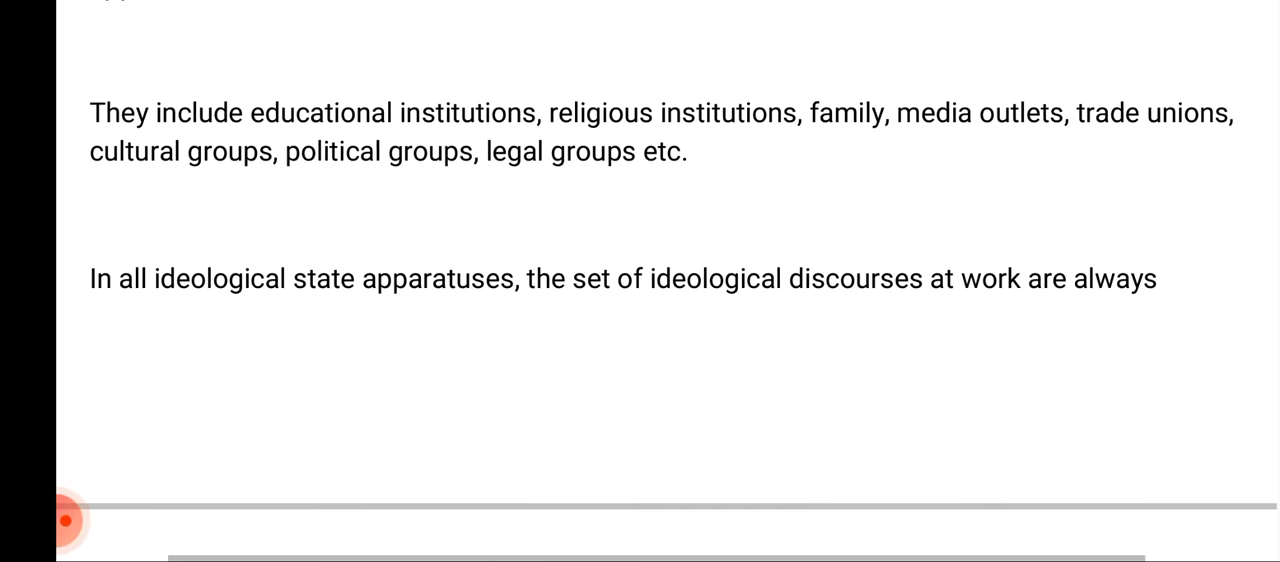 They include educational institutions, religious institutions, family, media outlets, trade unions,
cultural groups, political groups, legal groups etc.
In all ideological state apparatuses, the set of ideological discourses at work are always